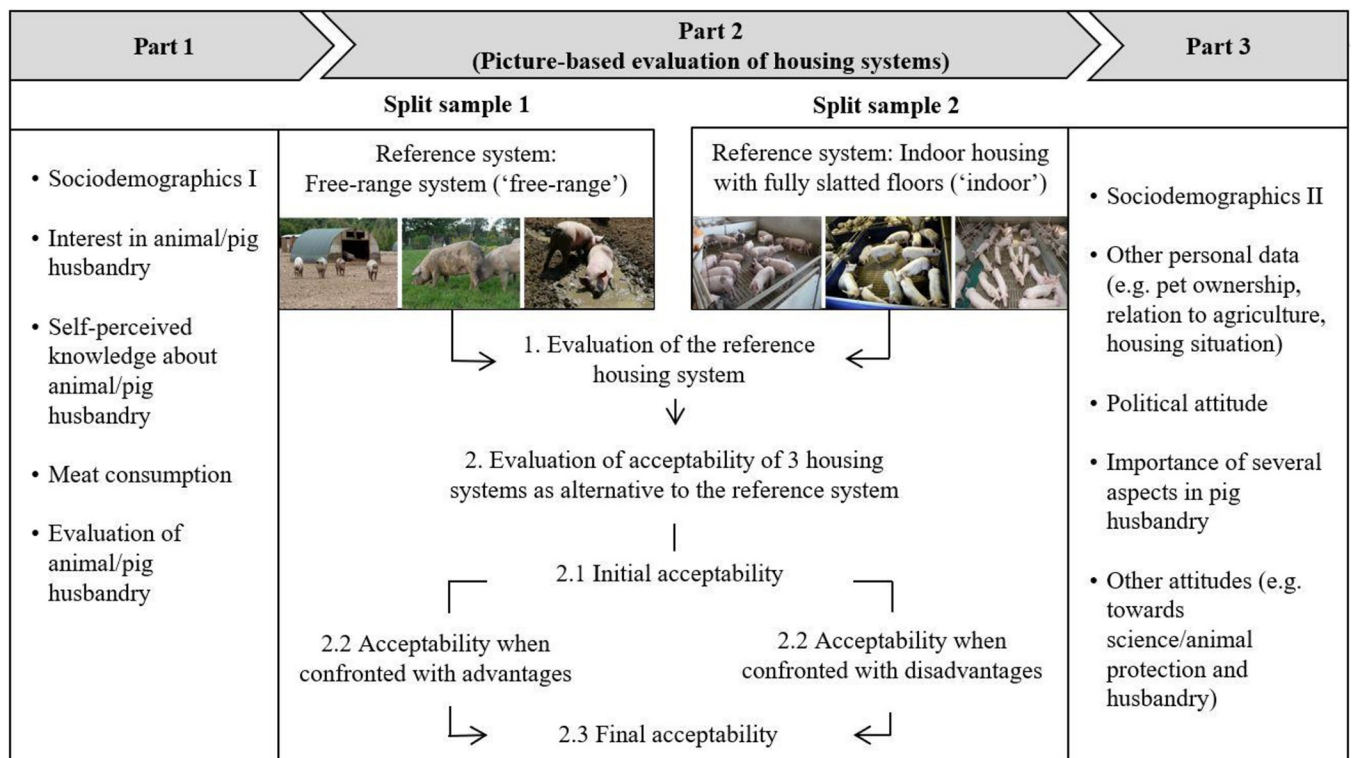 Part 1
Part 2
(Picture-based evaluation of housing systems)
Part 3
Split sample 1
Split sample 2
• Sociodemographics I
• Interest in animal/pig
husbandry
• Self-perceived
knowledge about
animal/pig
husbandry
• Meat consumption
• Evaluation of
animal/pig
husbandry
Reference system:
Free-range system (‘free-range’)
Reference system: Indoor housing
with fully slatted floors (‘indoor’)
1. Evaluation of the reference
housing system
2. Evaluation of acceptability of 3 housing
systems as alternative to the reference system
2.1 Initial acceptability
2.2 Acceptability when
confronted with advantages
2.2 Acceptability when
confronted with disadvantages
2.3 Final acceptability
• Sociodemographics II
• Other personal data
(e.g. pet ownership,
relation to agriculture,
housing situation)
• Political attitude
• Importance of several
aspects in pig
husbandry
• Other attitudes (e.g.
towards
science/animal
protection and
husbandry)